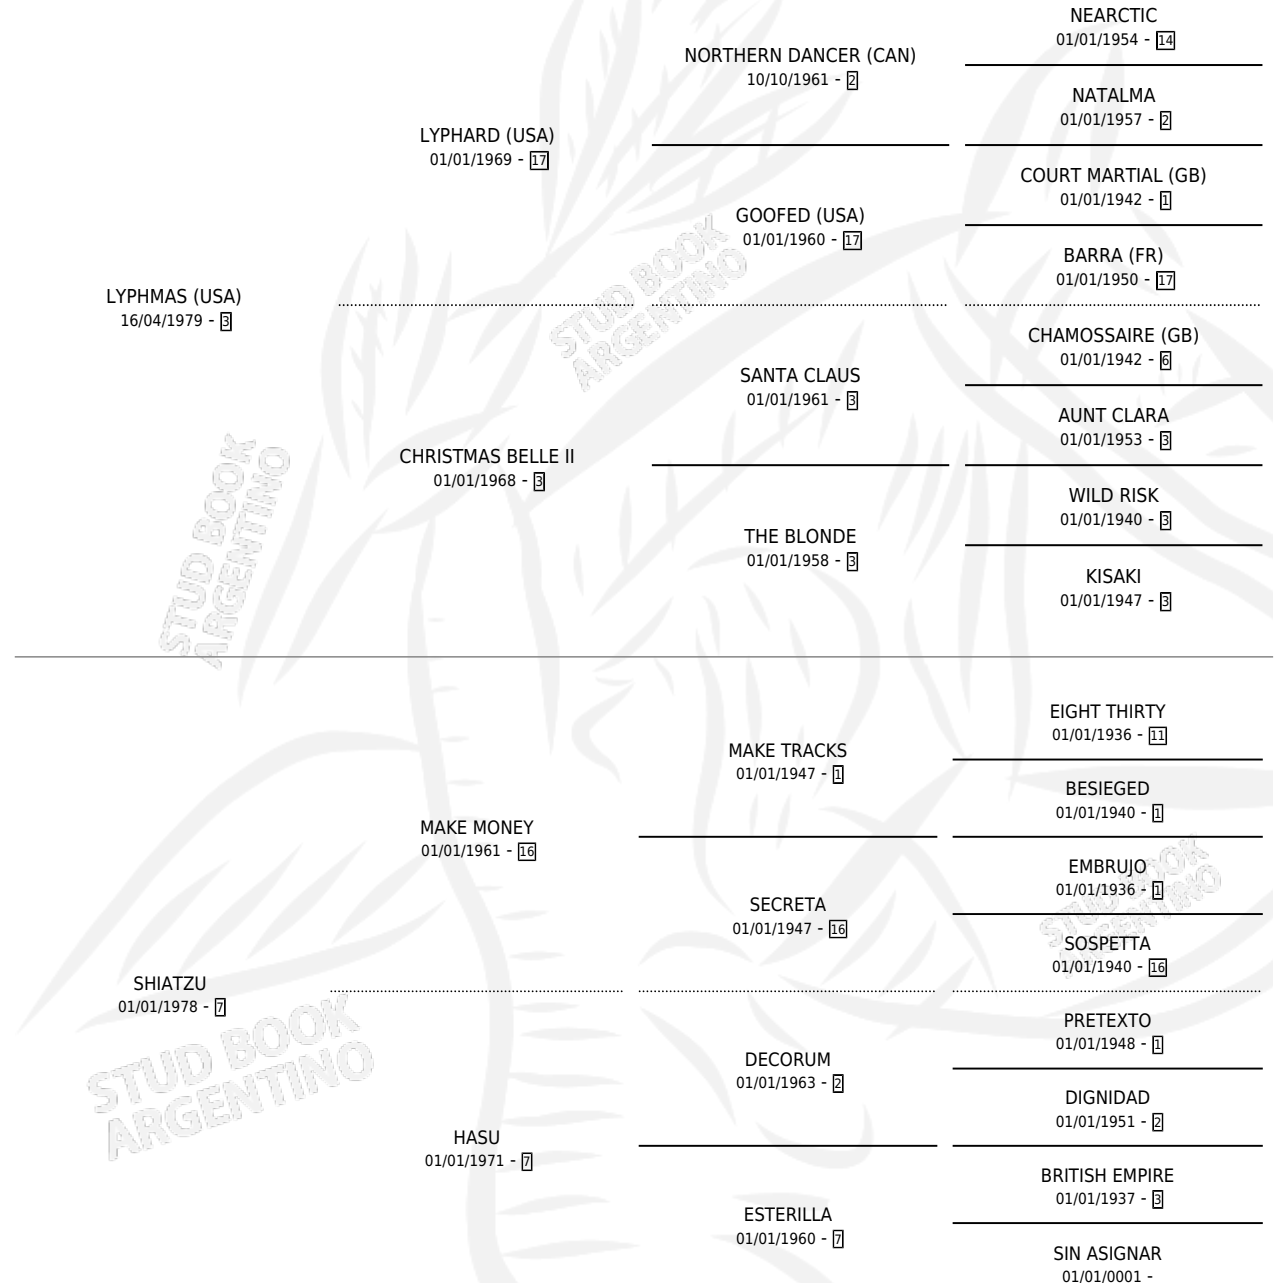 NEARCTIC
01/01/1954 - 14
NORTHERN DANCER (CAN)
10/10/1961 - 2
NATALMA
01/01/1957 - 2
LYPHARD (USA)
01/01/1969 - 17
COURT MARTIAL (GB)
01/01/1942 - 1
GOOFED (USA)
01/01/1960 - 17
BARRA (FR)
01/01/1950 - 17
LYPHMAS (USA)
16/04/1979 - 3
CHAMOSSAIRE (GB)
01/01/1942 - 6
SANTA CLAUS
01/01/1961 - 3
AUNT CLARA
01/01/1953 - 3
CHRISTMAS BELLE II
01/01/1968 - 3
WILD RISK
01/01/1940 - 3
THE BLONDE
01/01/1958 - 3
KISAKI
01/01/1947 - 3
EIGHT THIRTY
01/01/1936 - 11
MAKE TRACKS
01/01/1947 - 1
BESIEGED
01/01/1940 - 1
MAKE MONEY
01/01/1961 - 16
EMBRUJO
01/01/1936 - 1
SECRETA
01/01/1947 - 16
SOSPETTA
01/01/1940 - 16
SHIATZU
01/01/1978 - 7
PRETEXTO
01/01/1948 - 1
DECORUM
01/01/1963 - 2
DIGNIDAD
01/01/1951 - 2
HASU
01/01/1971 - 7
BRITISH EMPIRE
01/01/1937 - 3
ESTERILLA
01/01/1960 - 7
SIN ASIGNAR
01/01/0001 -
STUD BOOK
ARGENTINO
STUD BOOK
ARGENTINO
STUD BOOK
ARGENTINO
STUD BOOK
ARGENTINO